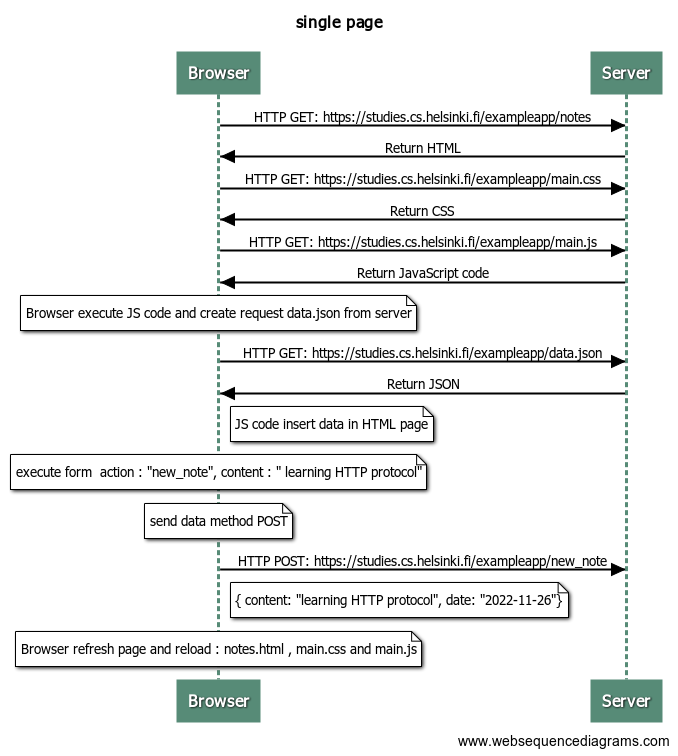 single page
Browser
Server
HTTP GET: https://studies.cs.helsinki.fi/exampleapp/notes
Return HTML
HTTP GET: https://studies.cs.helsinki.fi/exampleapp/main.css
Return CSS
HTTP GET: https://studies.cs.helsinki.fi/exampleapp/main.js
Return JavaScript code
Browser execute JS code and create request data.json from server
HTTP GET: https://studies.cs.helsinki.fi/exampleapp/data.json
Return JSON
JS code insert data in HTML page
execute form  action : "new_note", content : " learning HTTP protocol"
send data method POST
HTTP POST: https://studies.cs.helsinki.fi/exampleapp/new_note
{ content: "learning HTTP protocol", date: "2022-11-26"}
Browser refresh page and reload : notes.html , main.css and main.js
Browser
Server
www.websequencediagrams.com